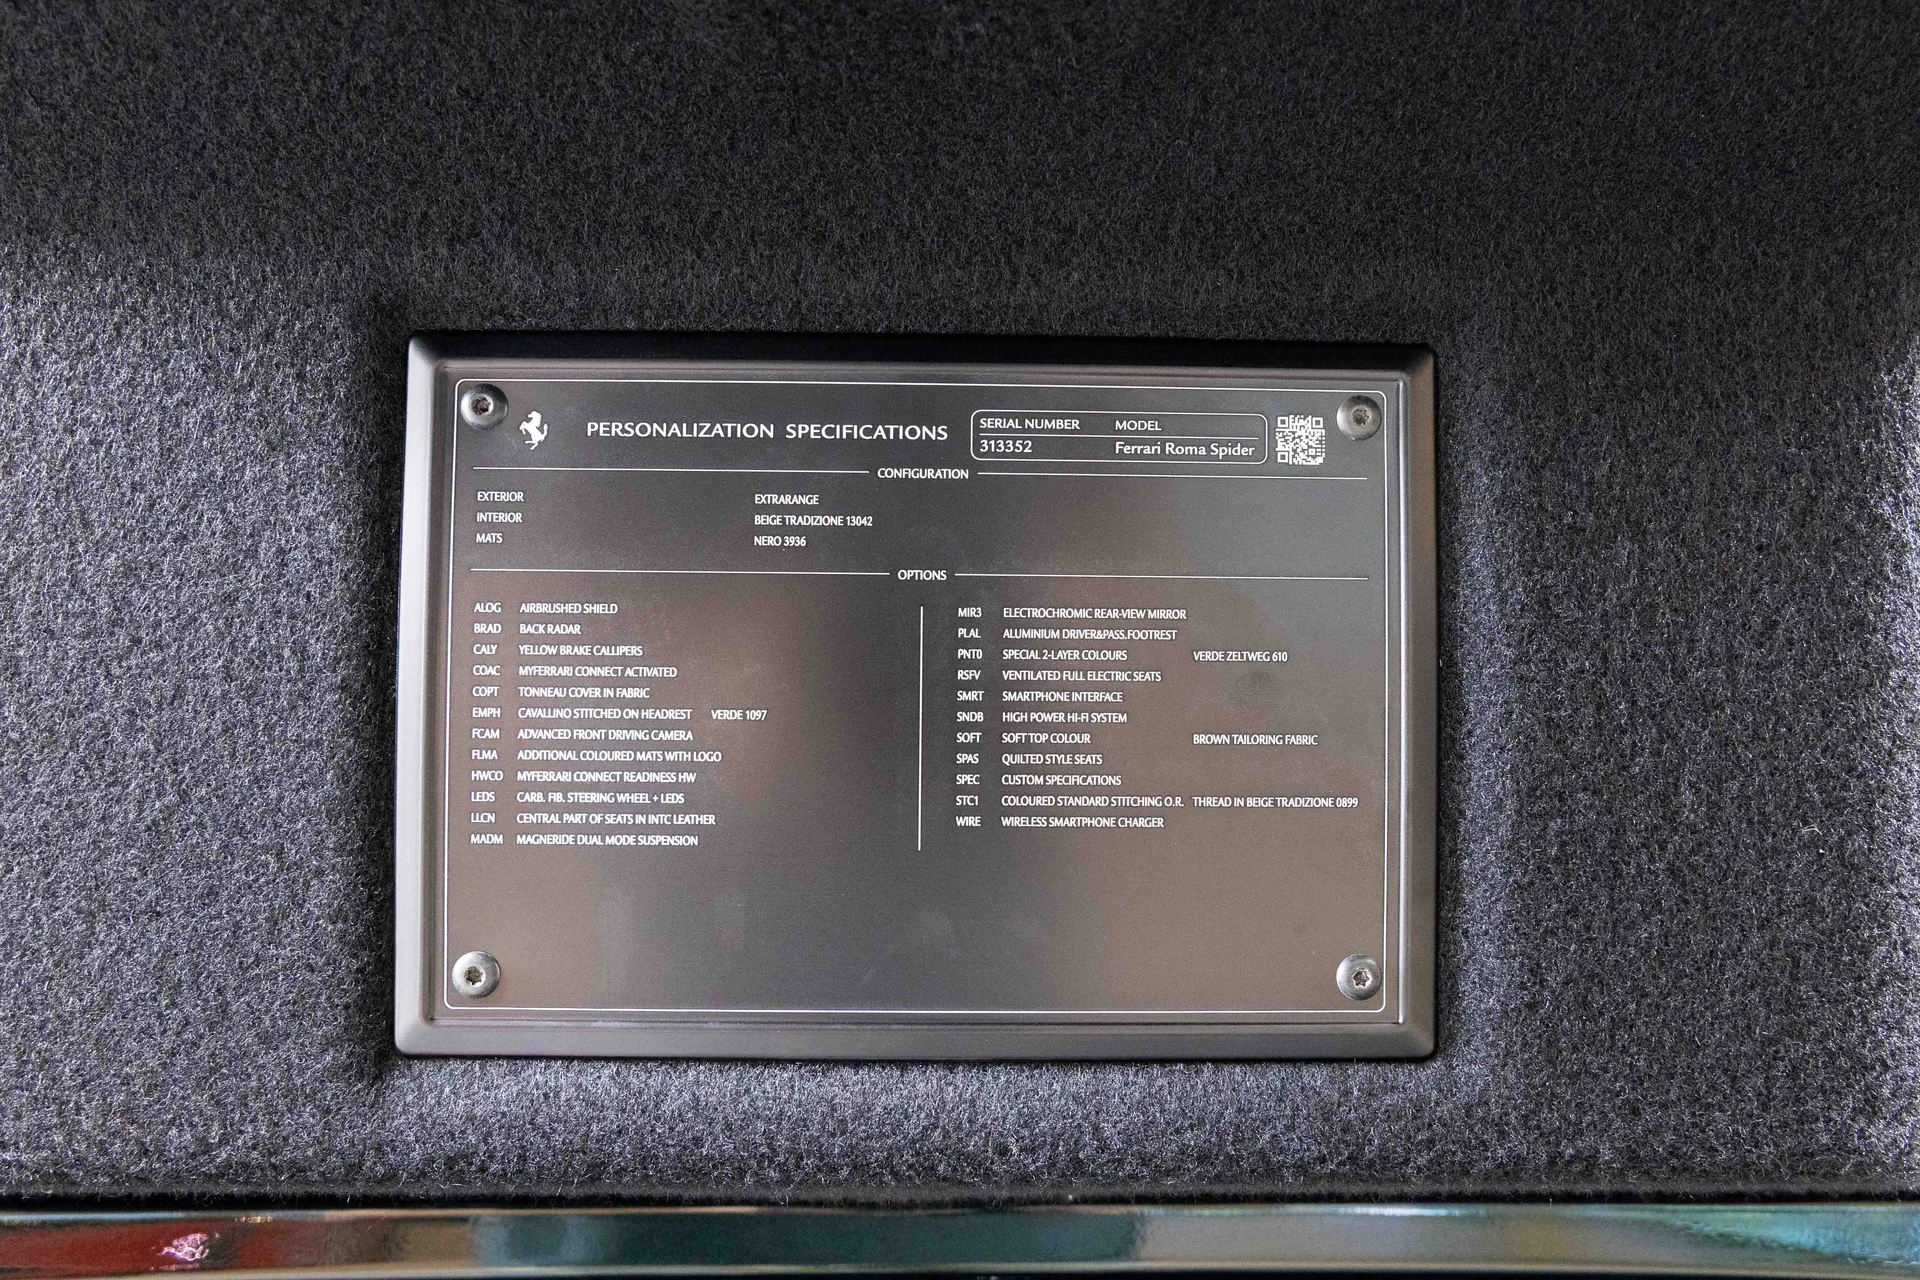 PERSONALIZATION SPECIFICATIONS
SERIAL NUMBER MODEL
313352 Ferrari Roma Spider
CONFIGURATION
EXTERIOR EXTRARANGE
INTERIOR BEIGE TRADIZIONE 13042
MATS NERO 3936
OPTIONS
ALOG AIRBRUSHED SHIELD
BRAD BACK RADAR
CALY YELLOW BRAKE CALLIPERS
COAC MYFERRARI CONNECT ACTIVATED
COPT TONNEAU COVER IN FABRIC
EMPH CAVALLINO STITCHED ON HEADREST VERDE 1097
FCAM ADVANCED FRONT DRIVING CAMERA
FLMA ADDITIONAL COLOURED MATS WITH LOGO
HWCO MYFERRARI CONNECT READINESS HW
LEDS CARB. FIB. STEERING WHEEL + LEDS
LLCN CENTRAL PART OF SEATS IN INTC LEATHER
MADM MAGNERIDE DUAL MODE SUSPENSION
MIR3 ELECTROCHROMIC REAR-VIEW MIRROR
PLAL ALUMINIUM DRIVER&PASS.FOOTREST
PNT0 SPECIAL 2-LAYER COLOURS VERDE ZELTWEG 610
RSFV VENTILATED FULL ELECTRIC SEATS
SMRT SMARTPHONE INTERFACE
SNDB HIGH POWER HI-FI SYSTEM
SOFT SOFT TOP COLOUR BROWN TAILORING FABRIC
SPAS QUILTED STYLE SEATS
SPEC CUSTOM SPECIFICATIONS
STC1 COLOURED STANDARD STITCHING O.R. THREAD IN BEIGE TRADIZIONE 0899
WIRE WIRELESS SMARTPHONE CHARGER